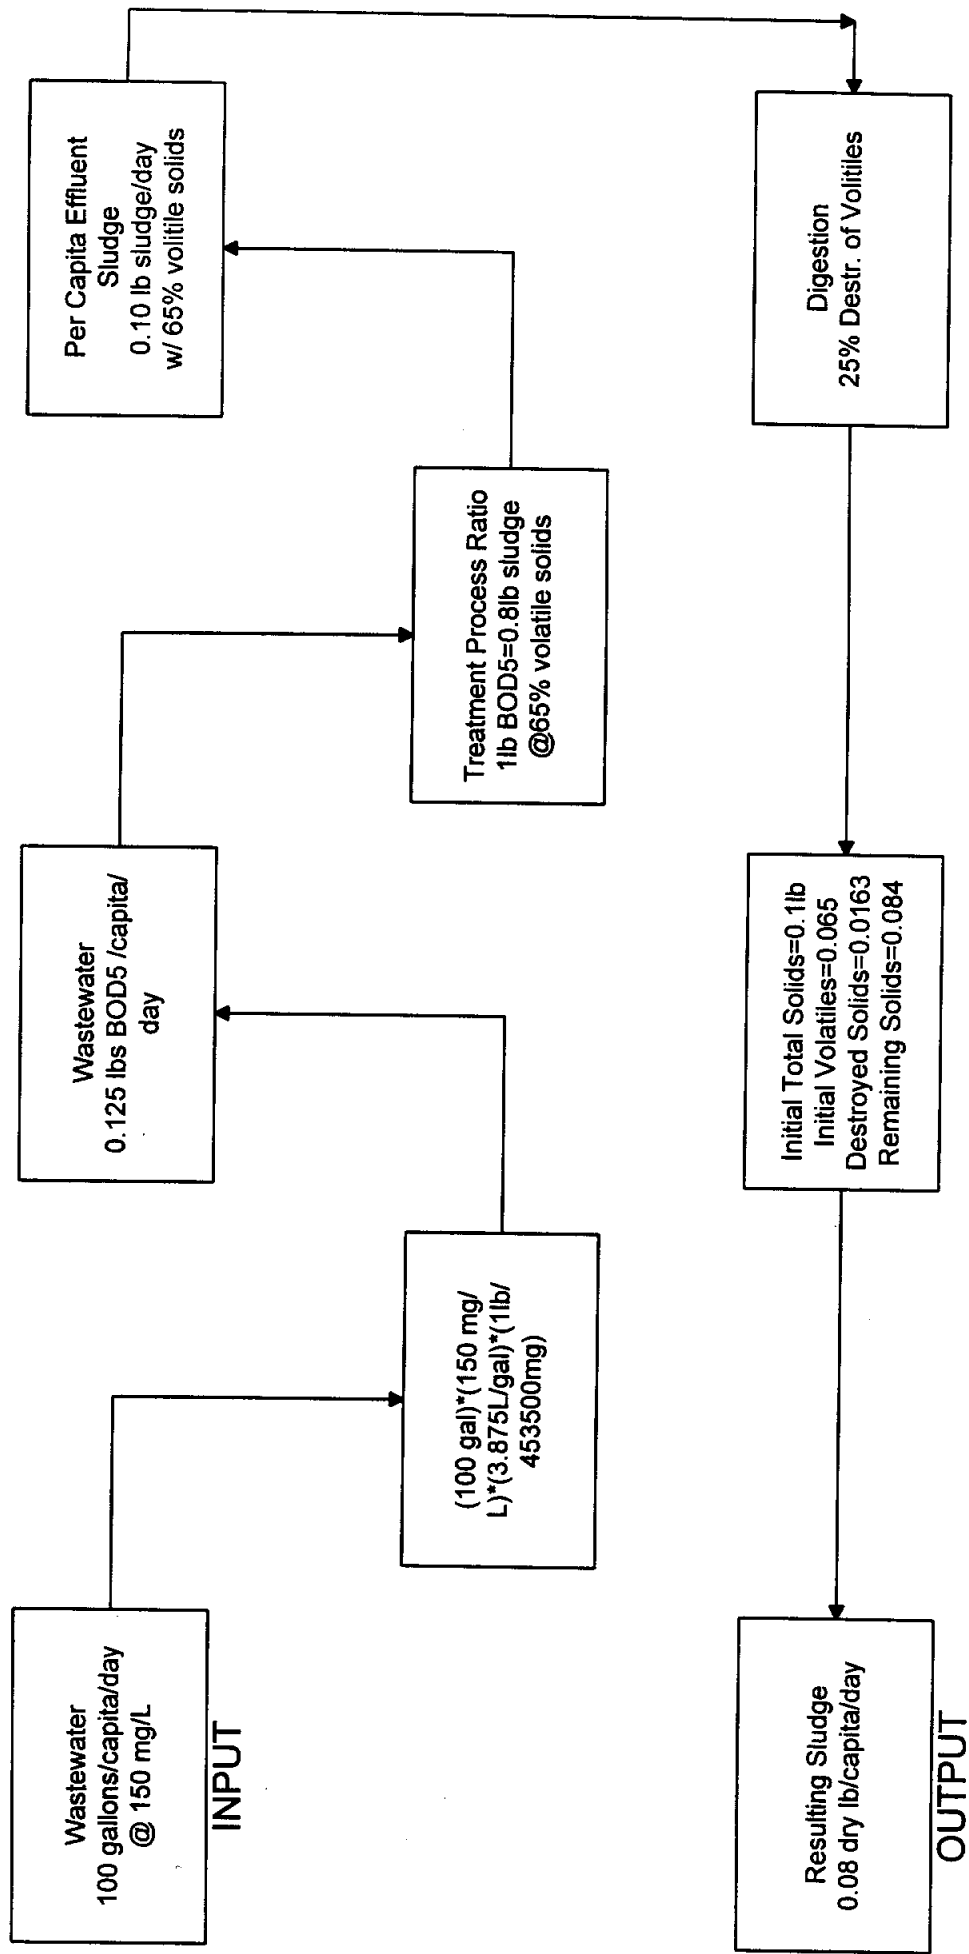 Wastewater
100 gallons/capita/day
@ 150 mg/L
INPUT
(100 gal)*(150 mg/
L)*(3.875L/gal)*(1lb/
453500mg)
Wastewater
0.125 lbs BOD5 /capita/
day
Treatment Process Ratio
1lb BOD5=0.8lb sludge
@65% volatile solids
Per Capita Effluent
Sludge
0.10 lb sludge/day
w/ 65% volitile solids
Digestion
25% Destr. of Volitiles
Initial Total Solids=0.1lb
Initial Volatiles=0.065
Destroyed Solids=0.0163
Remaining Solids=0.084
Resulting Sludge
0.08 dry lb/capita/day
OUTPUT